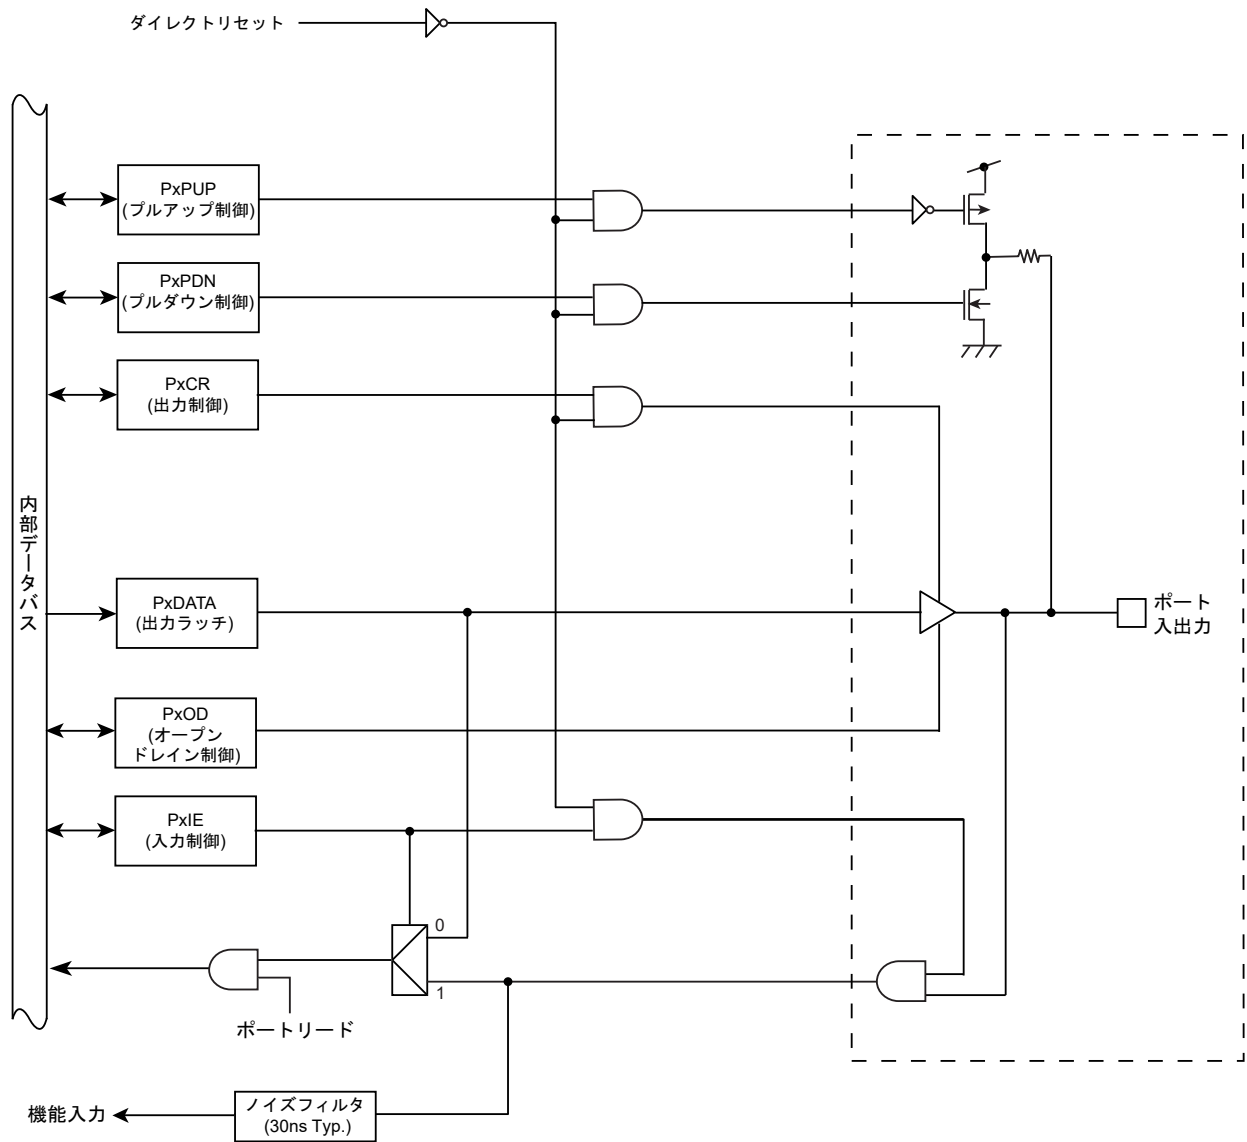 ダイレクトリセット
PxPUP
(プルアップ制御)
PxPDN
(プルダウン制御)
PxCR
(出力制御)
内部データバス
PxDATA
(出力ラッチ)
ポート
入出力
PxOD
(オープン
ドレイン制御)
PxIE
(入力制御)
0
1
ポートリード
ノイズフィルタ
(30ns Typ.)
機能入力